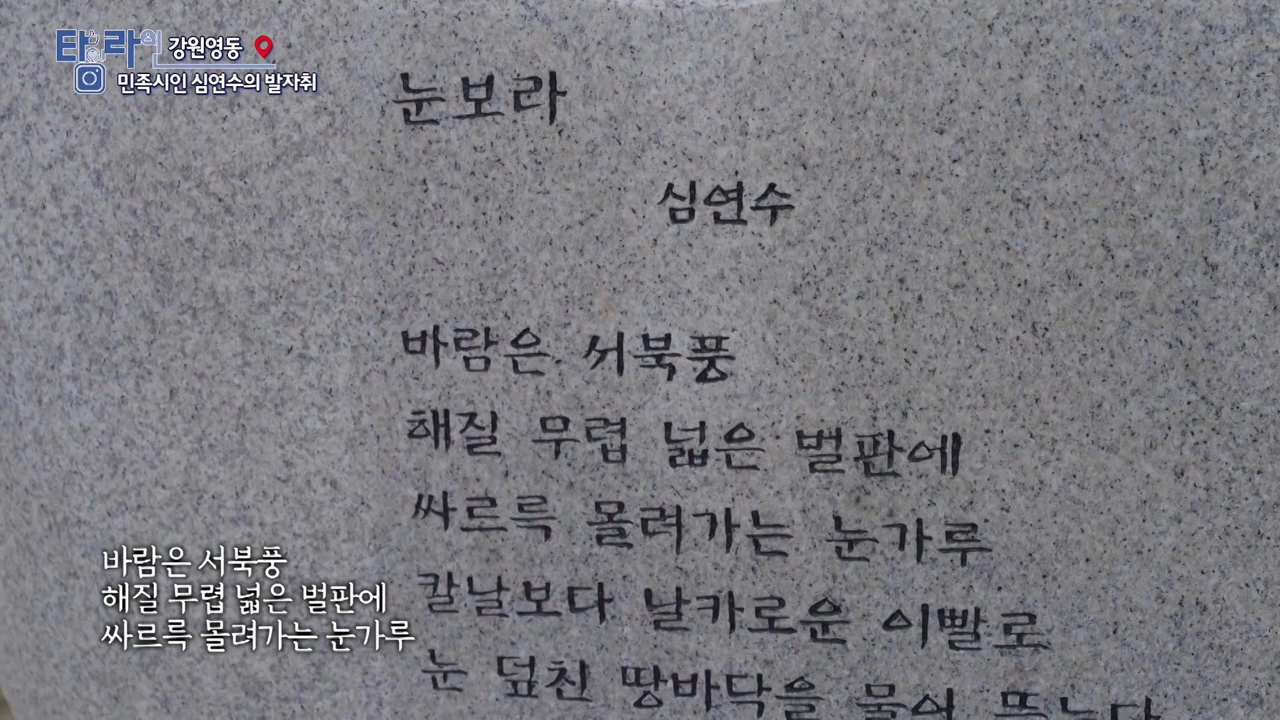 타라의 강원영동
민족시인 심연수의 발자취
눈보라
심연수
바람은 서북풍
해질 무렵 넓은 벌판에
싸르륵 몰려가는 눈가루
칼날보다 날카로운 이빨로
눈 덮친 땅바닥을 물어
바람은 서북풍
해질 무렵 넓은 벌판에
싸르륵 몰려가는 눈가루